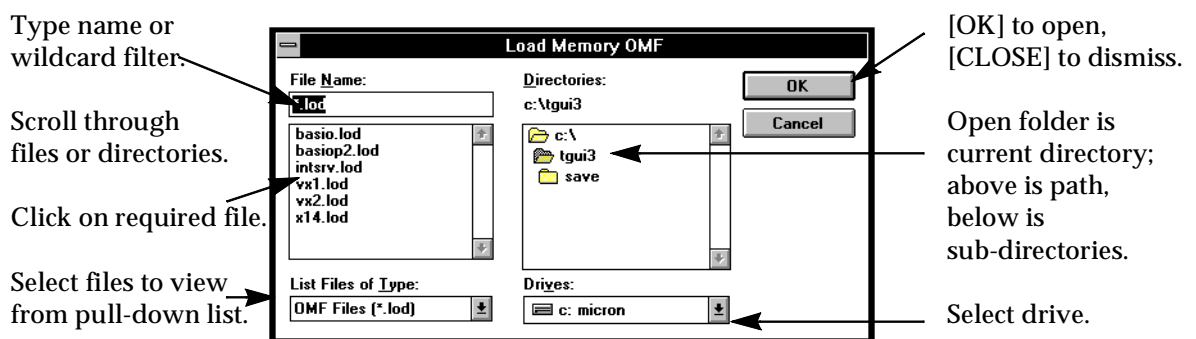 Type name or
wildcard filter.
Scroll through
files or directories.
Click on required file.
Select files to view
from pull-down list.
Load Memory OMF
File Name:
*.lod
basio.lod
basiop2.lod
intsrv.lod
vx1.lod
vx2.lod
x14.lod
List Files of Type:
OMF Files (*.lod)
Directories:
c:\tgui3
c:\
tgui3
save
Drives:
c: micron
OK
Cancel
[OK] to open,
[CLOSE] to dismiss.
Open folder is
current directory;
above is path,
below is
sub-directories.
Select drive.